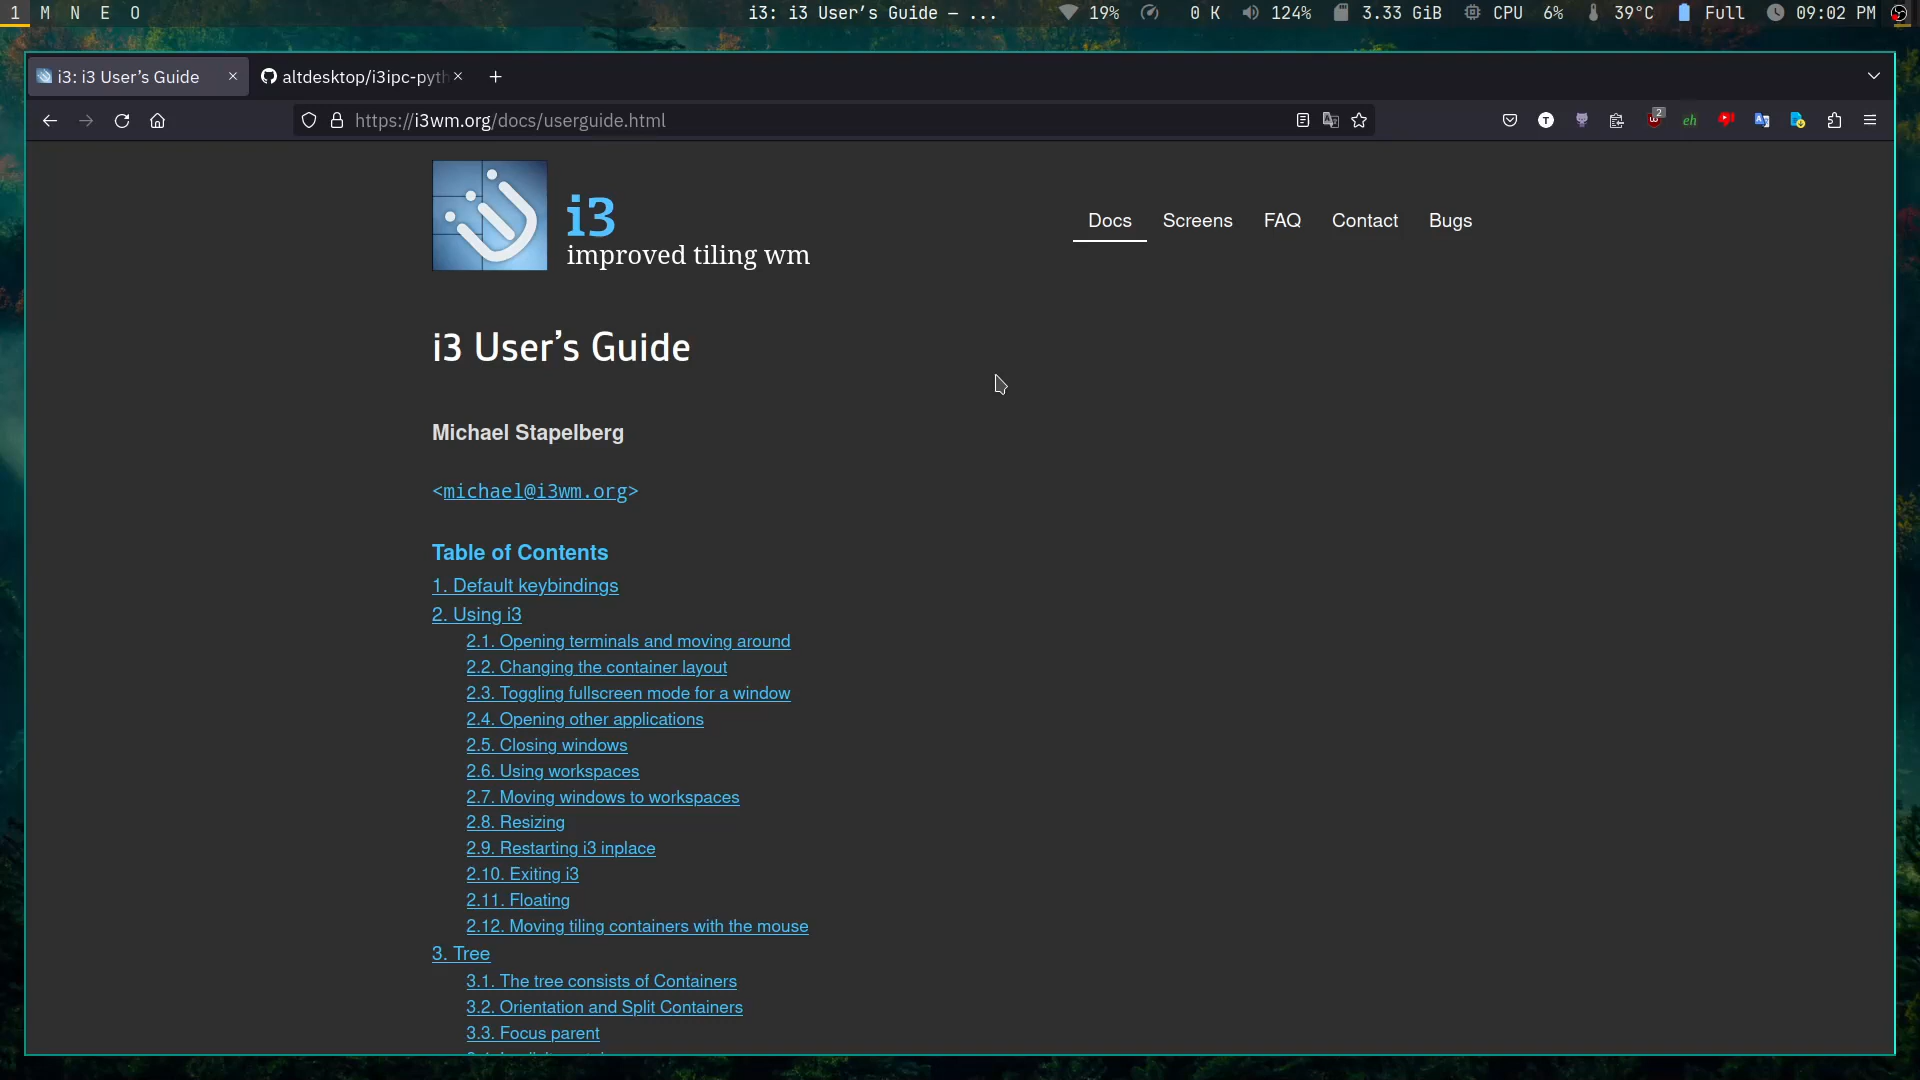 1 M N E O i3: i3 User’s Guide — ... 19% 0 K 124% 3.33 GiB CPU 6% 39°C Full 09:02 PM
i3: i3 User’s Guide altdesktop/i3ipc-pyth
https://i3wm.org/docs/userguide.html
2
eh
i3
improved tiling wm
Docs Screens FAQ Contact Bugs
i3 User’s Guide
Michael Stapelberg
<michael@i3wm.org>
Table of Contents
1. Default keybindings
2. Using i3
2.1. Opening terminals and moving around
2.2. Changing the container layout
2.3. Toggling fullscreen mode for a window
2.4. Opening other applications
2.5. Closing windows
2.6. Using workspaces
2.7. Moving windows to workspaces
2.8. Resizing
2.9. Restarting i3 inplace
2.10. Exiting i3
2.11. Floating
2.12. Moving tiling containers with the mouse
3. Tree
3.1. The tree consists of Containers
3.2. Orientation and Split Containers
3.3. Focus parent